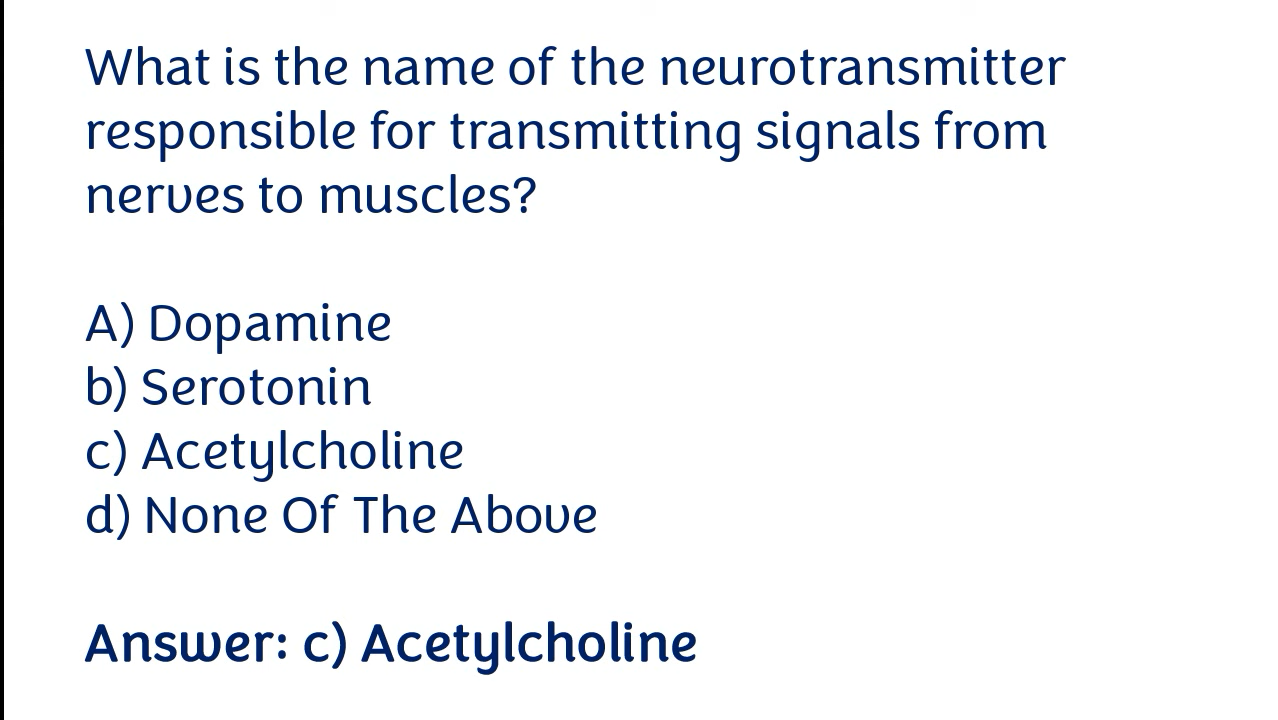 What is the name of the neurotransmitter
responsible for transmitting signals from
nerves to muscles?
A) Dopamine
b) Serotonin
c) Acetylcholine
d) None Of The Above
Answer: c) Acetylcholine